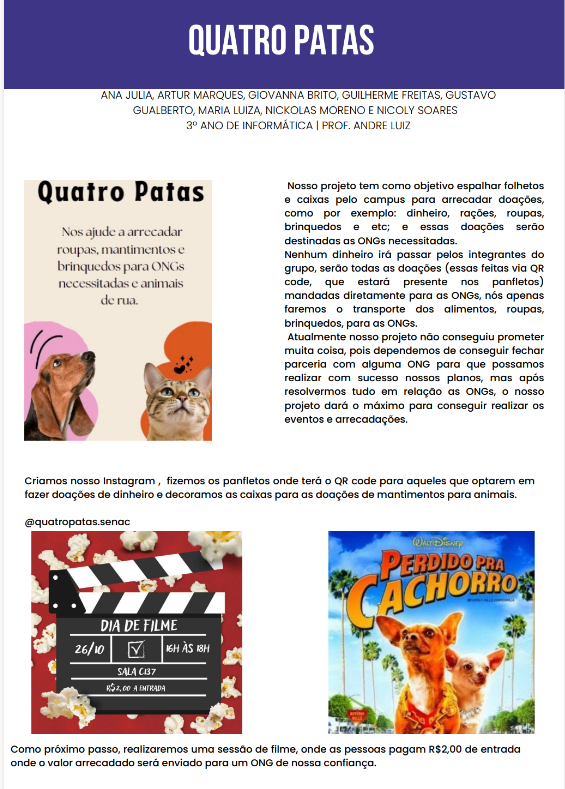 QUATRO PATAS
ANA JULIA, ARTUR MARQUES, GIOVANNA BRITO, GUILHERME FREITAS, GUSTAVO
GUALBERTO, MARIA LUIZA, NICKOLAS MORENO E NICOLY SOARES
3º ANO DE INFORMÁTICA | PROF. ANDRE LUIZ
Quatro Patas
Nos ajude a arrecadar
roupas, mantimentos e
brinquedos para ONGs
necessitadas e animais
de rua.
Nosso projeto tem como objetivo espalhar folhetos
e caixas pelo campus para arrecadar doações,
como por exemplo: dinheiro, rações, roupas,
brinquedos e etc; e essas doações serão
destinadas as ONGs necessitadas.
Nenhum dinheiro irá passar pelos integrantes do
grupo, serão todas as doações (essas feitas via QR
code, que estará presente nos panfletos)
mandadas diretamente para as ONGs, nós apenas
faremos o transporte dos alimentos, roupas,
brinquedos, para as ONGs.
Atualmente nosso projeto não conseguiu prometer
muita coisa, pois dependemos de conseguir fechar
parceria com alguma ONG para que possamos
realizar com sucesso nossos planos, mas após
resolvermos tudo em relação as ONGs, o nosso
projeto dará o máximo para conseguir realizar os
eventos e arrecadações.
Criamos nosso Instagram , fizemos os panfletos onde terá o QR code para aqueles que optarem em
fazer doações de dinheiro e decoramos as caixas para as doações de mantimentos para animais.
@quatropatas.senac
DIA DE FILME
26/10
16H ÀS 18H
SALA C137
R$2,00 A ENTRADA
WALT DISNEY
PERDIDO PRA
CACHORRO
Como próximo passo, realizaremos uma sessão de filme, onde as pessoas pagam R$2,00 de entrada
onde o valor arrecadado será enviado para um ONG de nossa confiança.